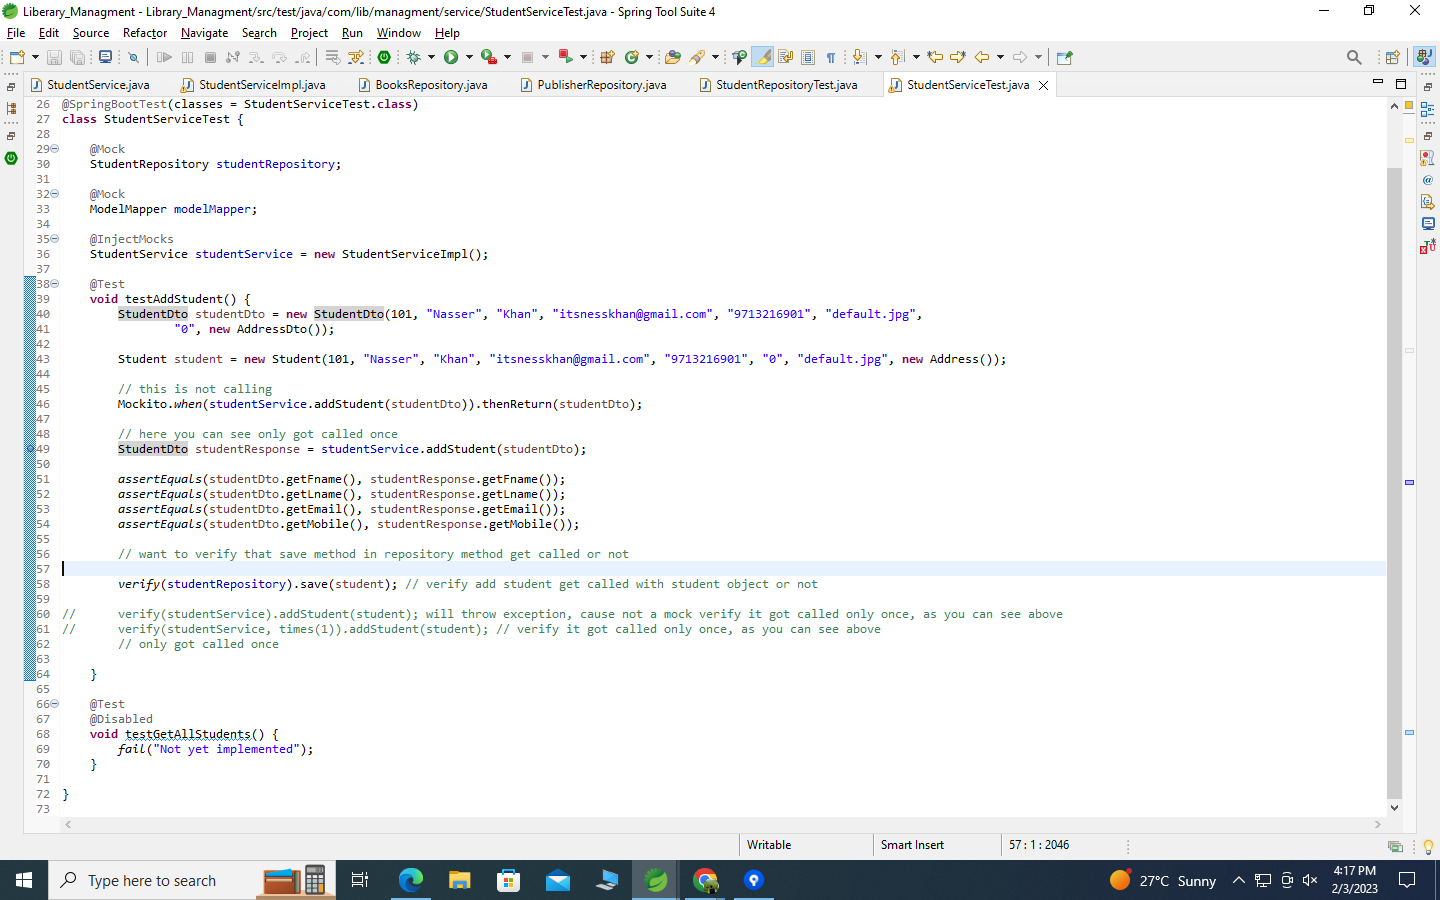 Liberary_Managment - Library_Managment/src/test/java/com/lib/managment/service/StudentServiceTest.java - Spring Tool Suite 4
File Edit Source Refactor Navigate Search Project Run Window Help
StudentService.java StudentServiceImpl.java BooksRepository.java PublisherRepository.java StudentRepositoryTest.java StudentServiceTest.java
26 @SpringBootTest(classes = StudentServiceTest.class)
27 class StudentServiceTest {
28
29 @Mock
30 StudentRepository studentRepository;
31
32 @Mock
33 ModelMapper modelMapper;
34
35 @InjectMocks
36 StudentService studentService = new StudentServiceImpl();
37
38 @Test
39 void testAddStudent() {
40 StudentDto studentDto = new StudentDto(101, "Nasser", "Khan", "itsnesskhan@gmail.com", "9713216901", "default.jpg",
41 "0", new AddressDto());
42
43 Student student = new Student(101, "Nasser", "Khan", "itsnesskhan@gmail.com", "9713216901", "0", "default.jpg", new Address());
44
45 // this is not calling
46 Mockito.when(studentService.addStudent(studentDto)).thenReturn(studentDto);
47
48 // here you can see only got called once
49 StudentDto studentResponse = studentService.addStudent(studentDto);
50
51 assertEquals(studentDto.getFname(), studentResponse.getFname());
52 assertEquals(studentDto.getLname(), studentResponse.getLname());
53 assertEquals(studentDto.getEmail(), studentResponse.getEmail());
54 assertEquals(studentDto.getMobile(), studentResponse.getMobile());
55
56 // want to verify that save method in repository method get called or not
57
58 verify(studentRepository).save(student); // verify add student get called with student object or not
59
60 // verify(studentService).addStudent(student); will throw exception, cause not a mock verify it got called only once, as you can see above
61 // verify(studentService, times(1)).addStudent(student); // verify it got called only once, as you can see above
62 // only got called once
63
64 }
65
66 @Test
67 @Disabled
68 void testGetAllStudents() {
69 fail("Not yet implemented");
70 }
71
72 }
73
Writable Smart Insert 57 : 1 : 2046
Type here to search
27°C Sunny
4:17 PM
2/3/2023